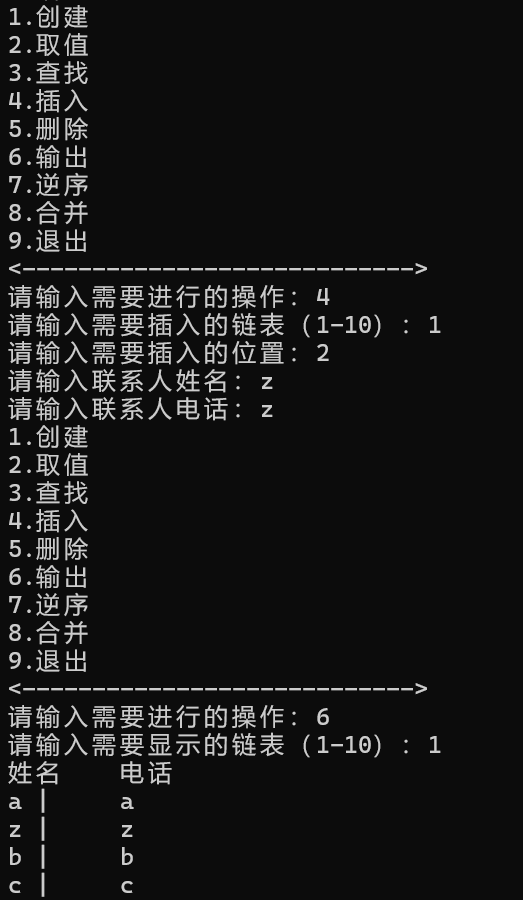 1.创建
2.取值
3.查找
4.插入
5.删除
6.输出
7.逆序
8.合并
9.退出
<---------------------------->
请输入需要进行的操作: 4
请输入需要插入的链表（1-10）: 1
请输入需要插入的位置: 2
请输入联系人姓名: z
请输入联系人电话: z
1.创建
2.取值
3.查找
4.插入
5.删除
6.输出
7.逆序
8.合并
9.退出
<---------------------------->
请输入需要进行的操作: 6
请输入需要显示的链表（1-10）: 1
姓名    电话
a |     a
z |     z
b |     b
c |     c